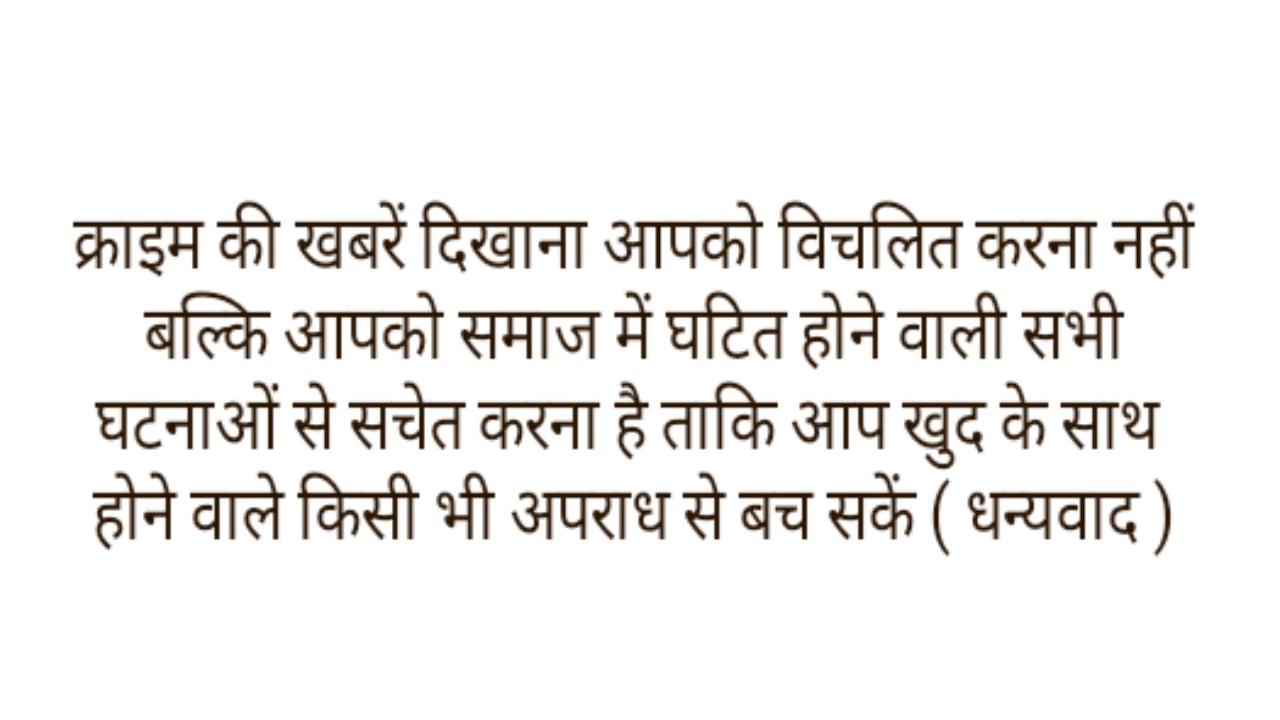 क्राइम की खबरें दिखाना आपको विचलित करना नहीं
बल्कि आपको समाज में घटित होने वाली सभी
घटनाओं से सचेत करना है ताकि आप खुद के साथ
होने वाले किसी भी अपराध से बच सकें ( धन्यवाद )